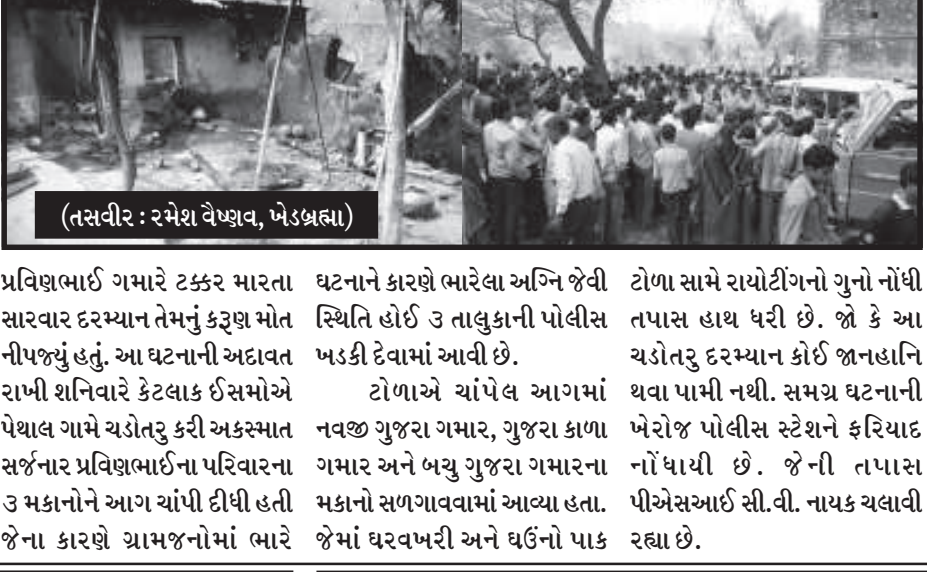 (તસવીર : રમેશ વૈષ્ણવ, ખેડબ્રહ્મા)
પ્રવિણભાઈ ગમારે ટક્કર મારતા
સારવાર દરમ્યાન તેમનું કરૂણ મોત
નીપજ્યું હતું. આ ઘટનાની અદાવત
રાખી શનિવારે કેટલાક ઈસમોએ
પેથાલ ગામે ચડોતરુ કરી અકસ્માત
સર્જનાર પ્રવિણભાઈના પરિવારના
૩ મકાનોને આગ ચાંપી દીધી હતી
જેના કારણે ગ્રામજનોમાં ભારે
ઘટનાને કારણે ભારેલા અગ્નિ જેવી
સ્થિતિ હોઈ ૩ તાલુકાની પોલીસ
ખડકી દેવામાં આવી છે.
ટોળાએ ચાંપેલ આગમાં
નવજી ગુજરા ગમાર, ગુજરા કાળા
ગમાર અને બચુ ગુજરા ગમારના
મકાનો સળગાવવામાં આવ્યા હતા.
જેમાં ઘરવખરી અને ઘઉંનો પાક
ટોળા સામે રાયોટીંગનો ગુનો નોંધી
તપાસ હાથ ધરી છે. જો કે આ
ચડોતરુ દરમ્યાન કોઈ જાનહાનિ
થવા પામી નથી. સમગ્ર ઘટનાની
ખેરોજ પોલીસ સ્ટેશને ફરિયાદ
નોંધાયી છે. જેની તપાસ
પીએસઆઈ સી.વી. નાયક ચલાવી
રહ્યા છે.